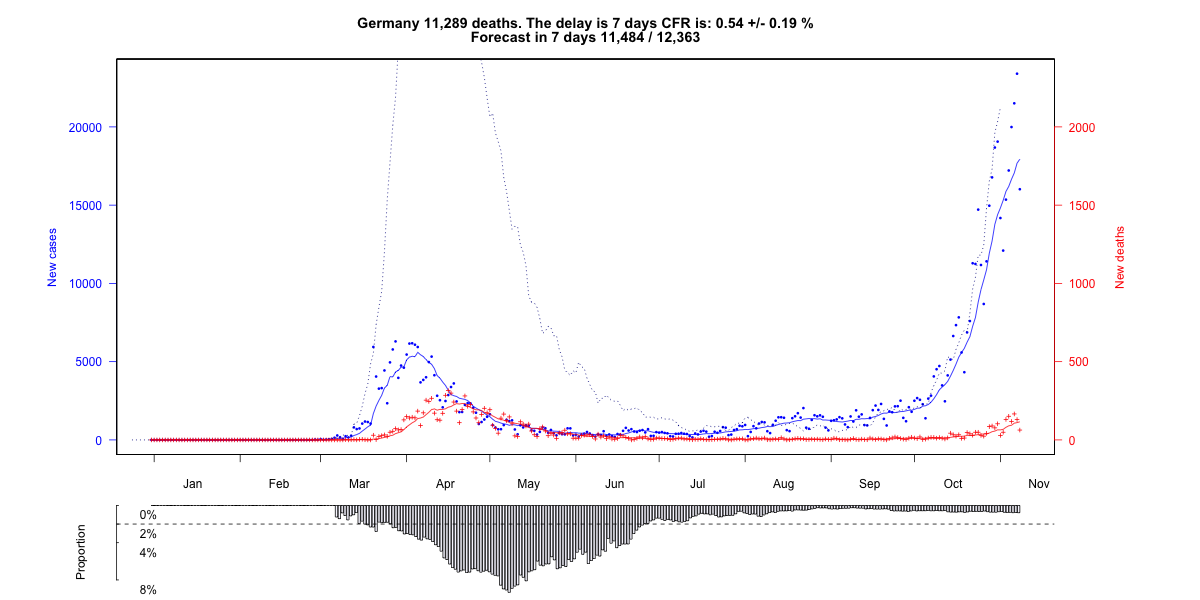 Germany 11,289 deaths. The delay is 7 days CFR is: 0.54 +/- 0.19 %
Forecast in 7 days 11,484 / 12,363
20000
15000
10000
5000
0
New cases
2000
1500
1000
500
0
New deaths
Jan Feb Mar Apr May Jun Jul Aug Sep Oct Nov
Proportion
0%
2%
4%
8%